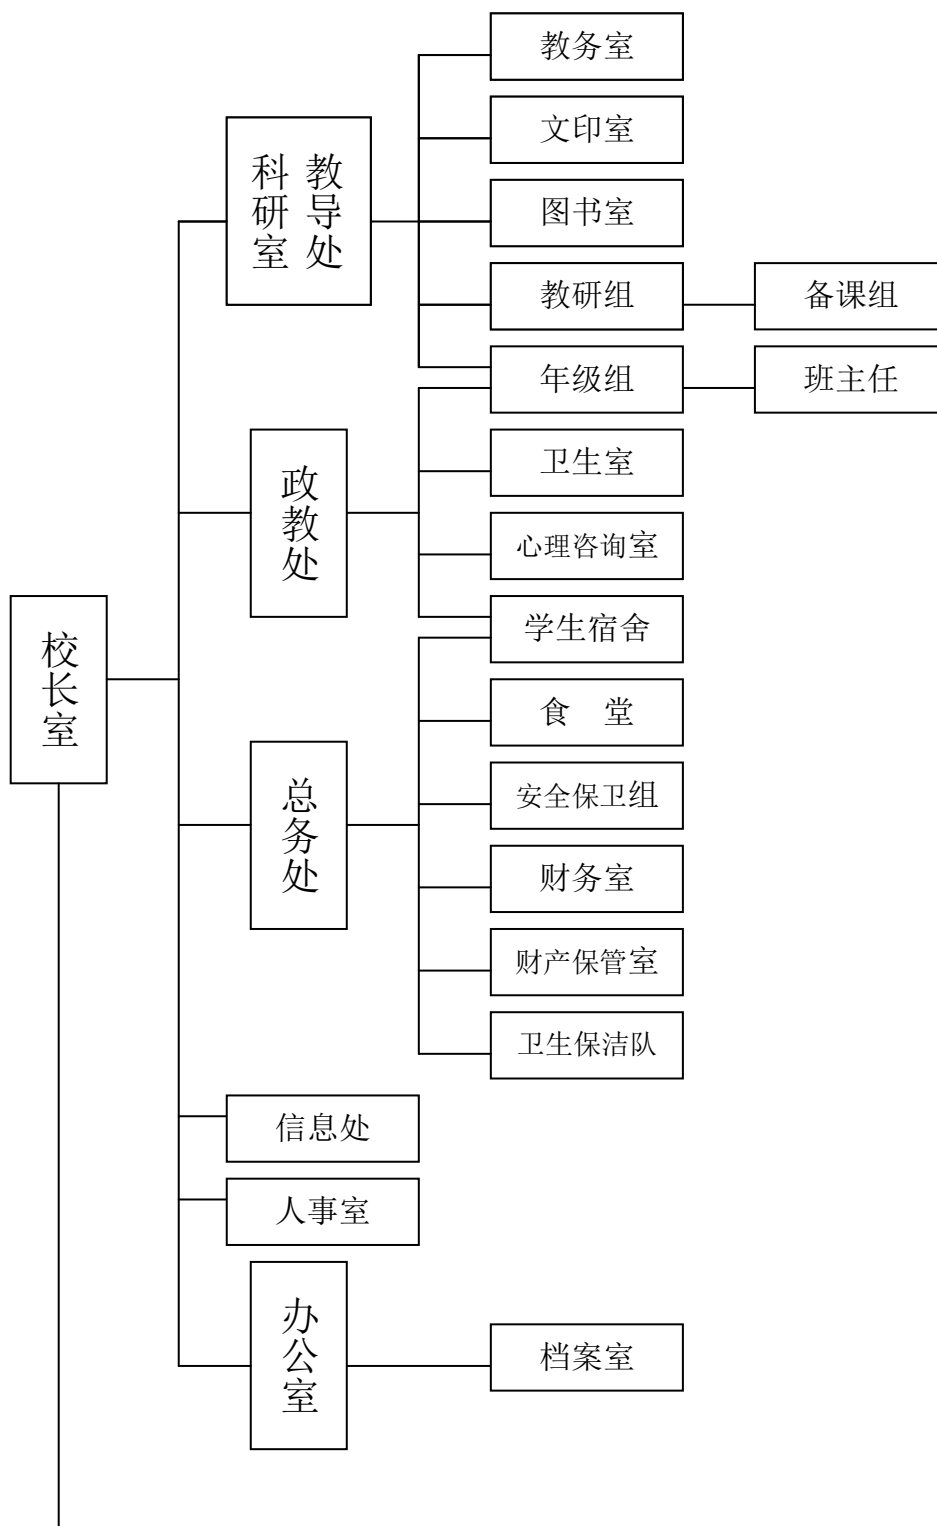 教务室
文印室
教导处
科研室
图书室
教研组
备课组
年级组
班主任
政教处
卫生室
心理咨询室
学生宿舍
校长室
食　堂
总务处
安全保卫组
财务室
财产保管室
卫生保洁队
信息处
人事室
办公室
档案室